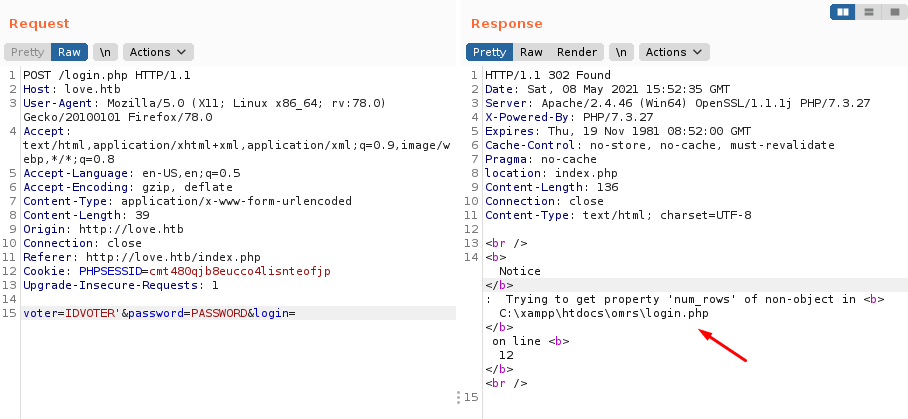 Request
Pretty Raw \n Actions
1 POST /login.php HTTP/1.1
2 Host: love.htb
3 User-Agent: Mozilla/5.0 (X11; Linux x86_64; rv:78.0)
Gecko/20100101 Firefox/78.0
4 Accept:
text/html,application/xhtml+xml,application/xml;q=0.9,image/w
ebp,*/*;q=0.8
5 Accept-Language: en-US,en;q=0.5
6 Accept-Encoding: gzip, deflate
7 Content-Type: application/x-www-form-urlencoded
8 Content-Length: 39
9 Origin: http://love.htb
10 Connection: close
11 Referer: http://love.htb/index.php
12 Cookie: PHPSESSID=cmt480qjb8eucco4lisnteofjp
13 Upgrade-Insecure-Requests: 1
14
15 voter=IDVOTER'&password=PASSWORD&login=
Response
Pretty Raw Render \n Actions
1 HTTP/1.1 302 Found
2 Date: Sat, 08 May 2021 15:52:35 GMT
3 Server: Apache/2.4.46 (Win64) OpenSSL/1.1.1j PHP/7.3.27
4 X-Powered-By: PHP/7.3.27
5 Expires: Thu, 19 Nov 1981 08:52:00 GMT
6 Cache-Control: no-store, no-cache, must-revalidate
7 Pragma: no-cache
8 location: index.php
9 Content-Length: 136
10 Connection: close
11 Content-Type: text/html; charset=UTF-8
12
13 <br />
14 <b>
Notice
</b>
: Trying to get property 'num_rows' of non-object in <b>
C:\xampp\htdocs\omrs\login.php
</b>
on line <b>
12
</b>
<br />
15